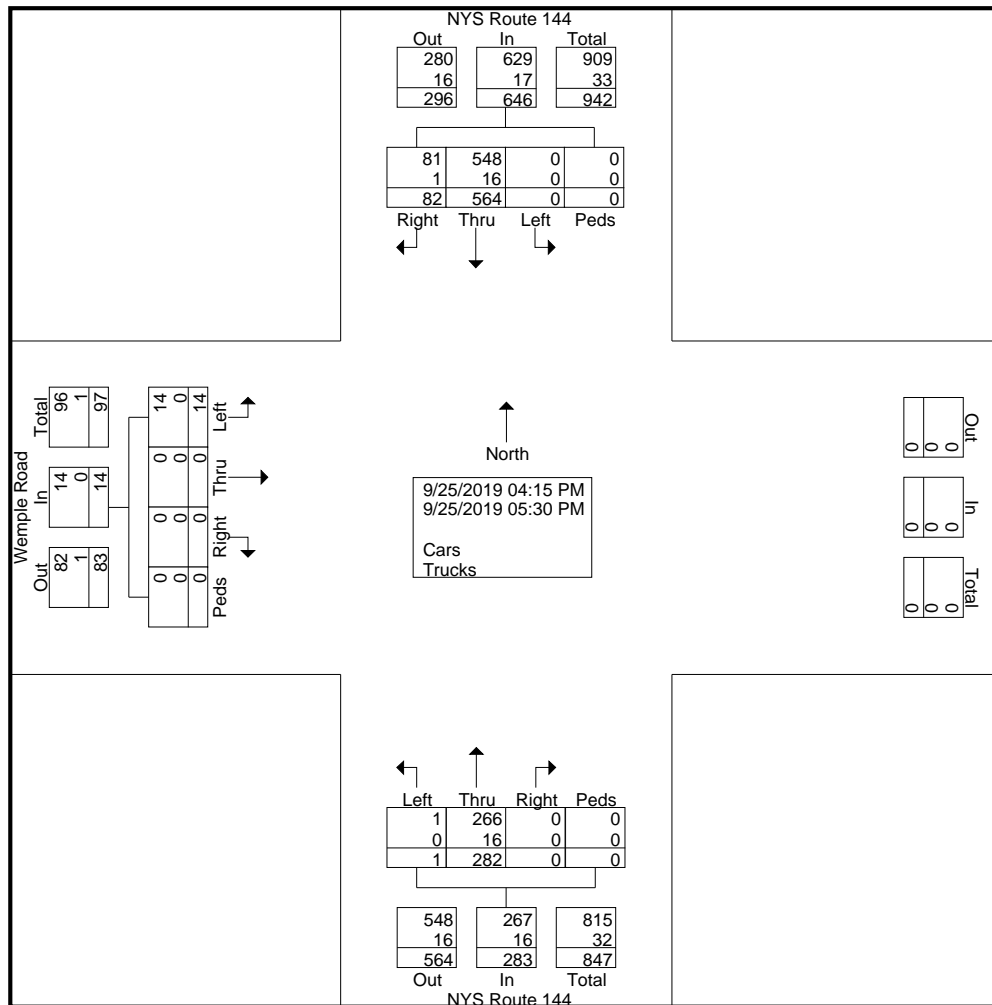 NYS Route 144
Out In Total
280 629 909
16 17 33
296 646 942
81 548 0 0
1 16 0 0
82 564 0 0
Right Thru Left Peds
Wemple Road
Total In Out
96 14 82
1 0 1
97 14 83
14 0 0 0
0 0 0 0
14 0 0 0
Left Thru Right Peds
North
9/25/2019 04:15 PM
9/25/2019 05:30 PM
Cars
Trucks
Out In Total
0 0 0
0 0 0
0 0 0
Left Thru Right Peds
1 266 0 0
0 16 0 0
1 282 0 0
548 267 815
16 16 32
564 283 847
Out In Total
NYS Route 144